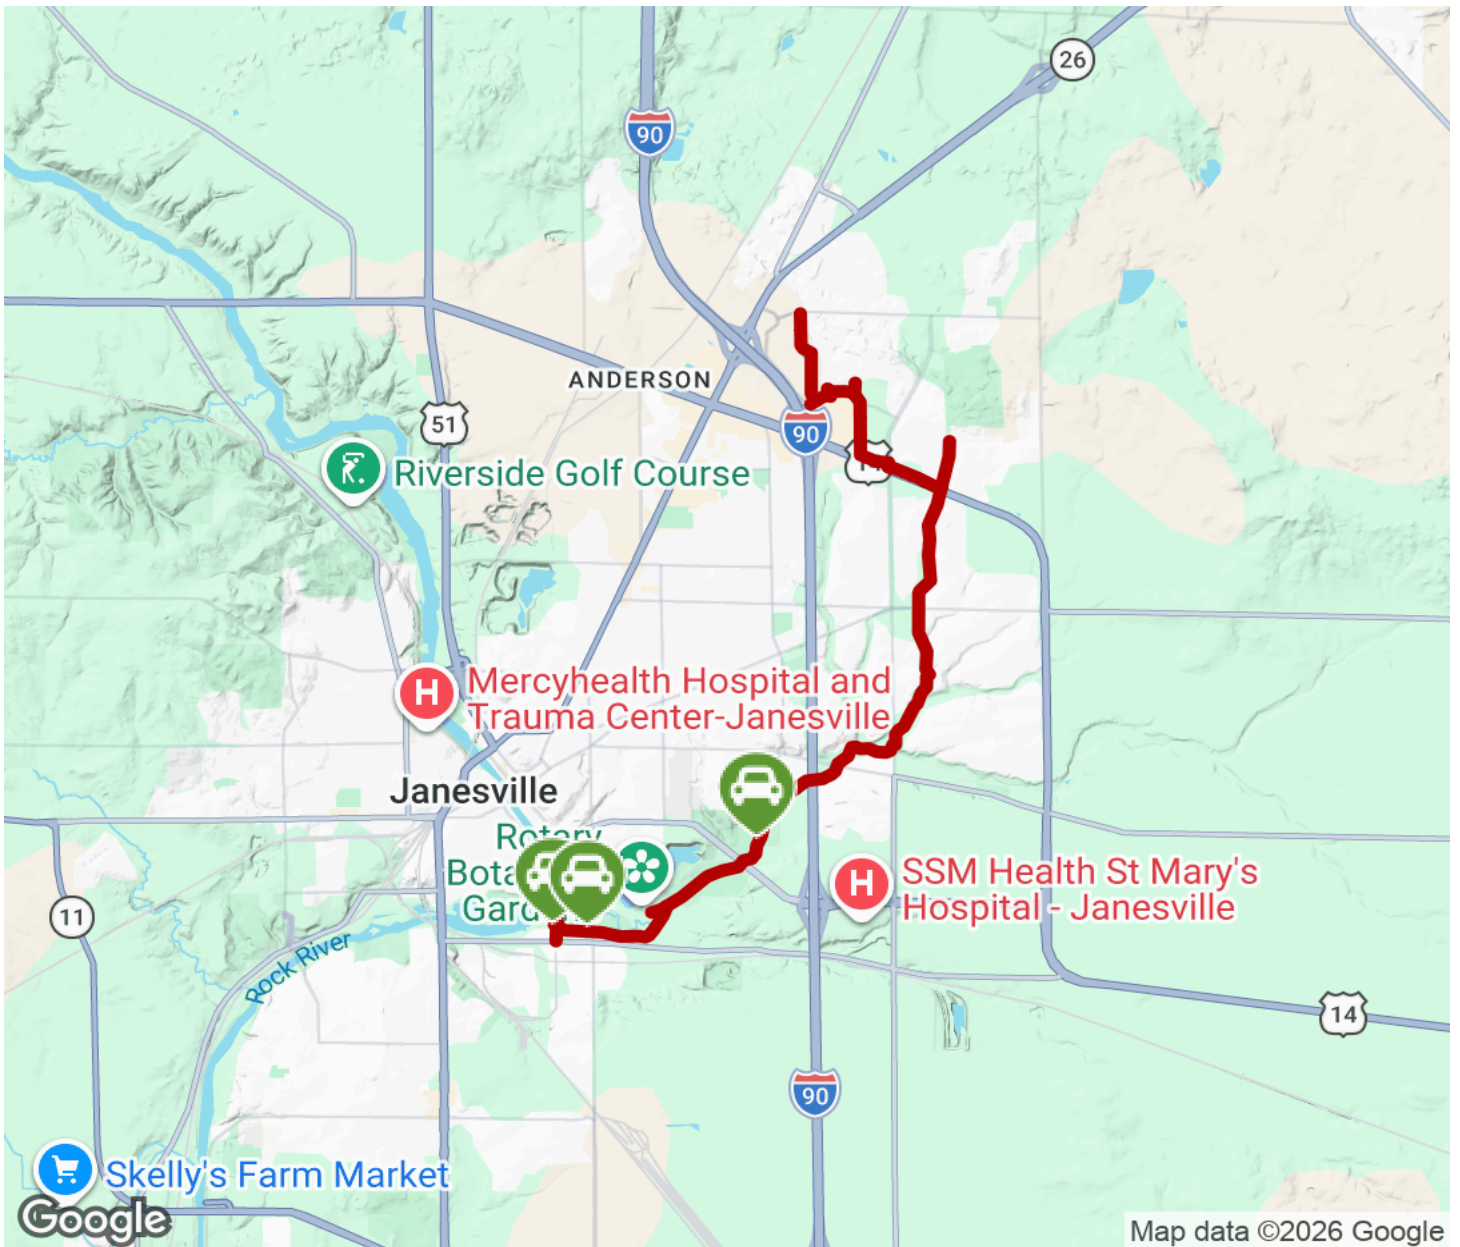 26
90
ANDERSON
51
90
Riverside Golf Course
H
Mercyhealth Hospital and
Trauma Center-Janesville
Janesville
Rotary
H
SSM Health St Mary's
Hospital - Janesville
11
Rock River
14
90
Skelly's Farm Market
Google
Map data ©2026 Google